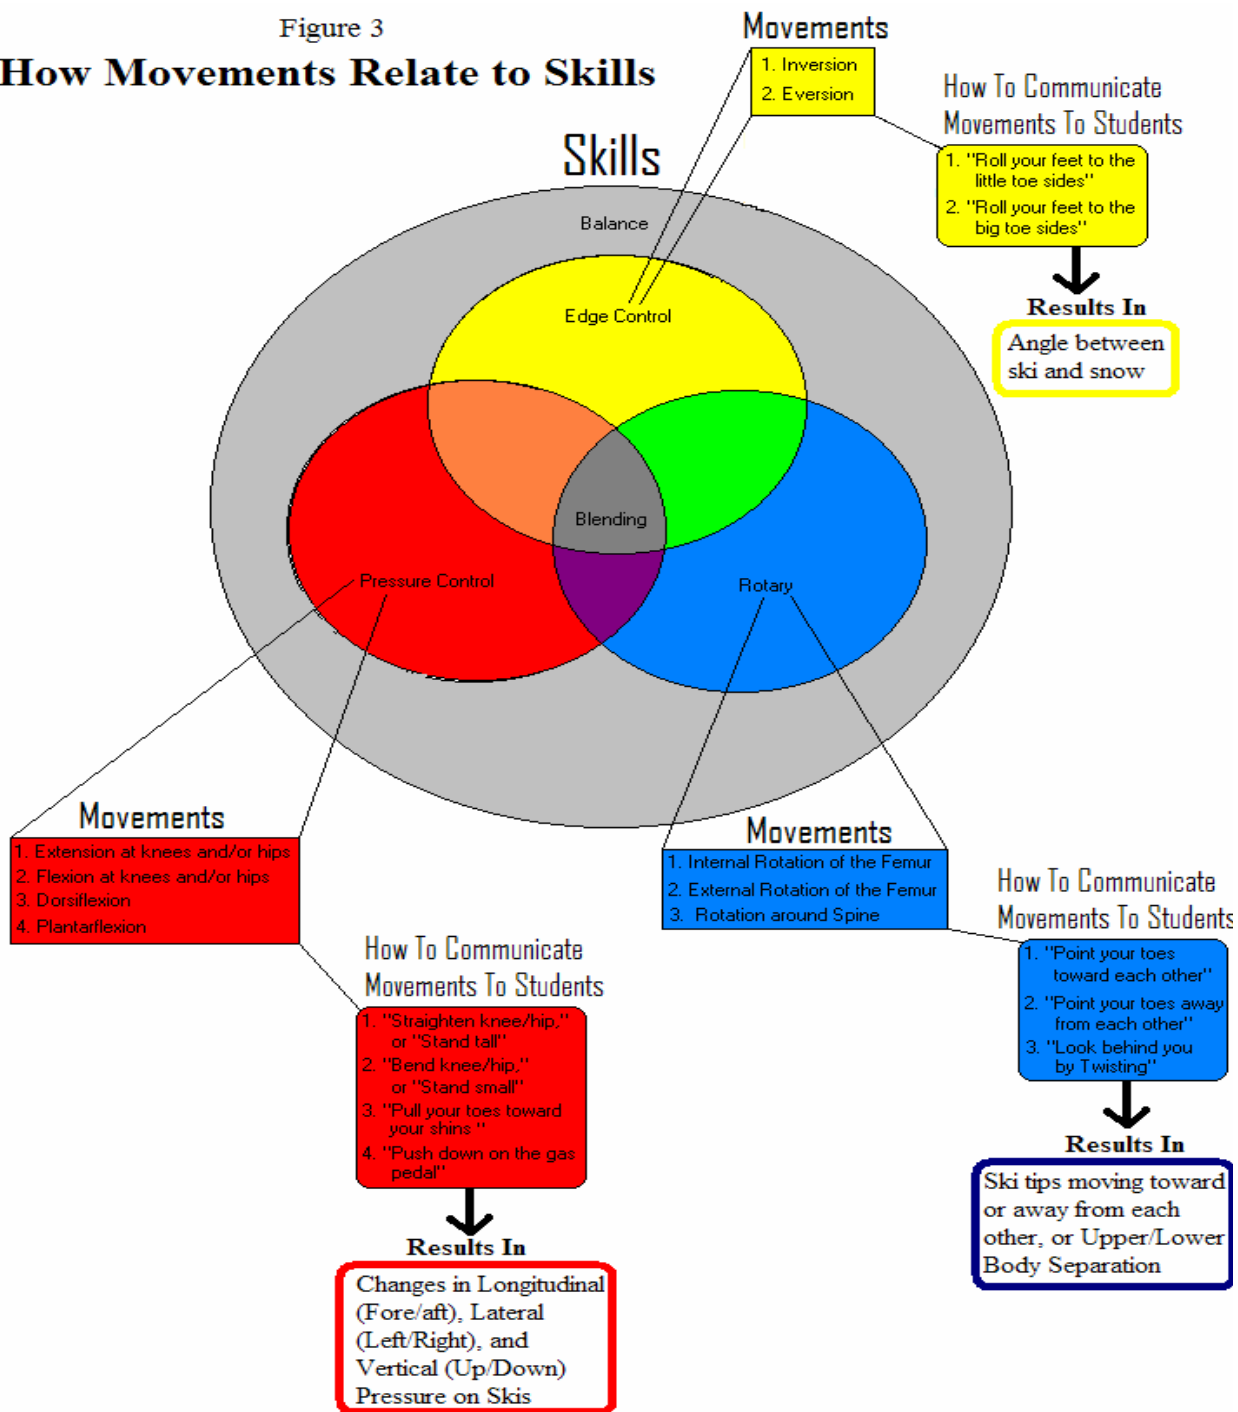 Figure 3
How Movements Relate to Skills
Movements
1. Inversion
2. Eversion
How To Communicate
Movements To Students
1. "Roll your feet to the
little toe sides"
2. "Roll your feet to the
big toe sides"
Results In
Angle between
ski and snow
Skills
Balance
Edge Control
Blending
Pressure Control
Rotary
Movements
1. Extension at knees and/or hips
2. Flexion at knees and/or hips
3. Dorsiflexion
4. Plantarflexion
How To Communicate
Movements To Students
1. "Straighten knee/hip,"
or "Stand tall"
2. "Bend knee/hip,"
or "Stand small"
3. "Pull your toes toward
your shins "
4. "Push down on the gas
pedal"
Results In
Changes in Longitudinal
(Fore/aft), Lateral
(Left/Right), and
Vertical (Up/Down)
Pressure on Skis
Movements
1. Internal Rotation of the Femur
2. External Rotation of the Femur
3. Rotation around Spine
How To Communicate
Movements To Students
1. "Point your toes
toward each other"
2. "Point your toes away
from each other"
3. "Look behind you
by Twisting"
Results In
Ski tips moving toward
or away from each
other, or Upper/Lower
Body Separation